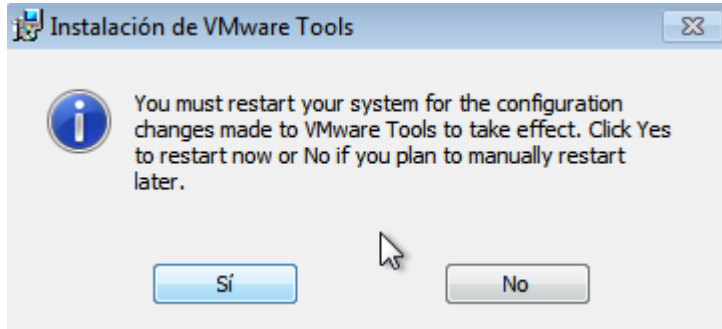 Instalación de VMware Tools
You must restart your system for the configuration
changes made to VMware Tools to take effect. Click Yes
to restart now or No if you plan to manually restart
later.
Sí
No